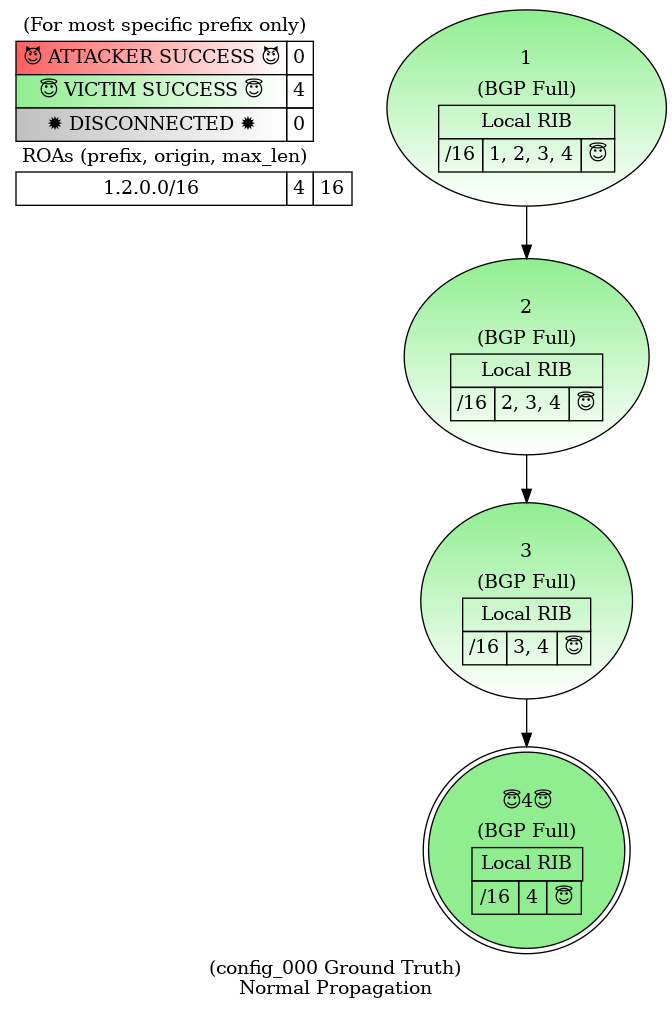 (For most specific prefix only)
😈 ATTACKER SUCCESS 😈 0
😇 VICTIM SUCCESS 😇 4
✹ DISCONNECTED ✹ 0
ROAs (prefix, origin, max_len)
1.2.0.0/16 4 16
1
(BGP Full)
Local RIB
/16 1, 2, 3, 4 😇
2
(BGP Full)
Local RIB
/16 2, 3, 4 😇
3
(BGP Full)
Local RIB
/16 3, 4 😇
😇4😇
(BGP Full)
Local RIB
/16 4 😇
(config_000 Ground Truth)
Normal Propagation